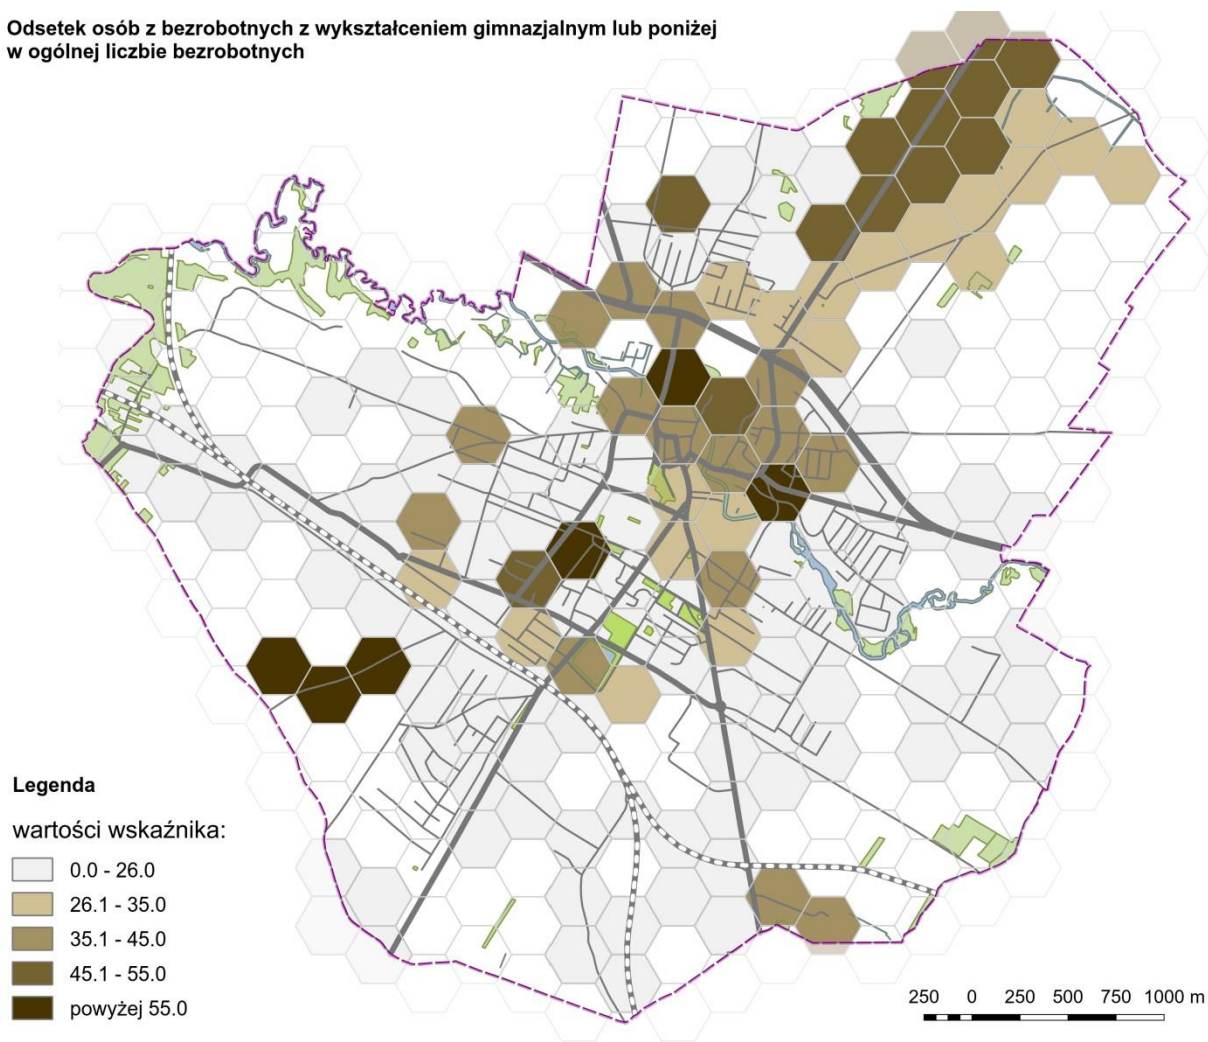 Odsetek osób z bezrobotnych z wykształceniem gimnazjalnym lub poniżej
w ogólnej liczbie bezrobotnych
Legenda
wartości wskaźnika:
0.0 - 26.0
26.1 - 35.0
35.1 - 45.0
45.1 - 55.0
powyżej 55.0
250 0 250 500 750 1000 m